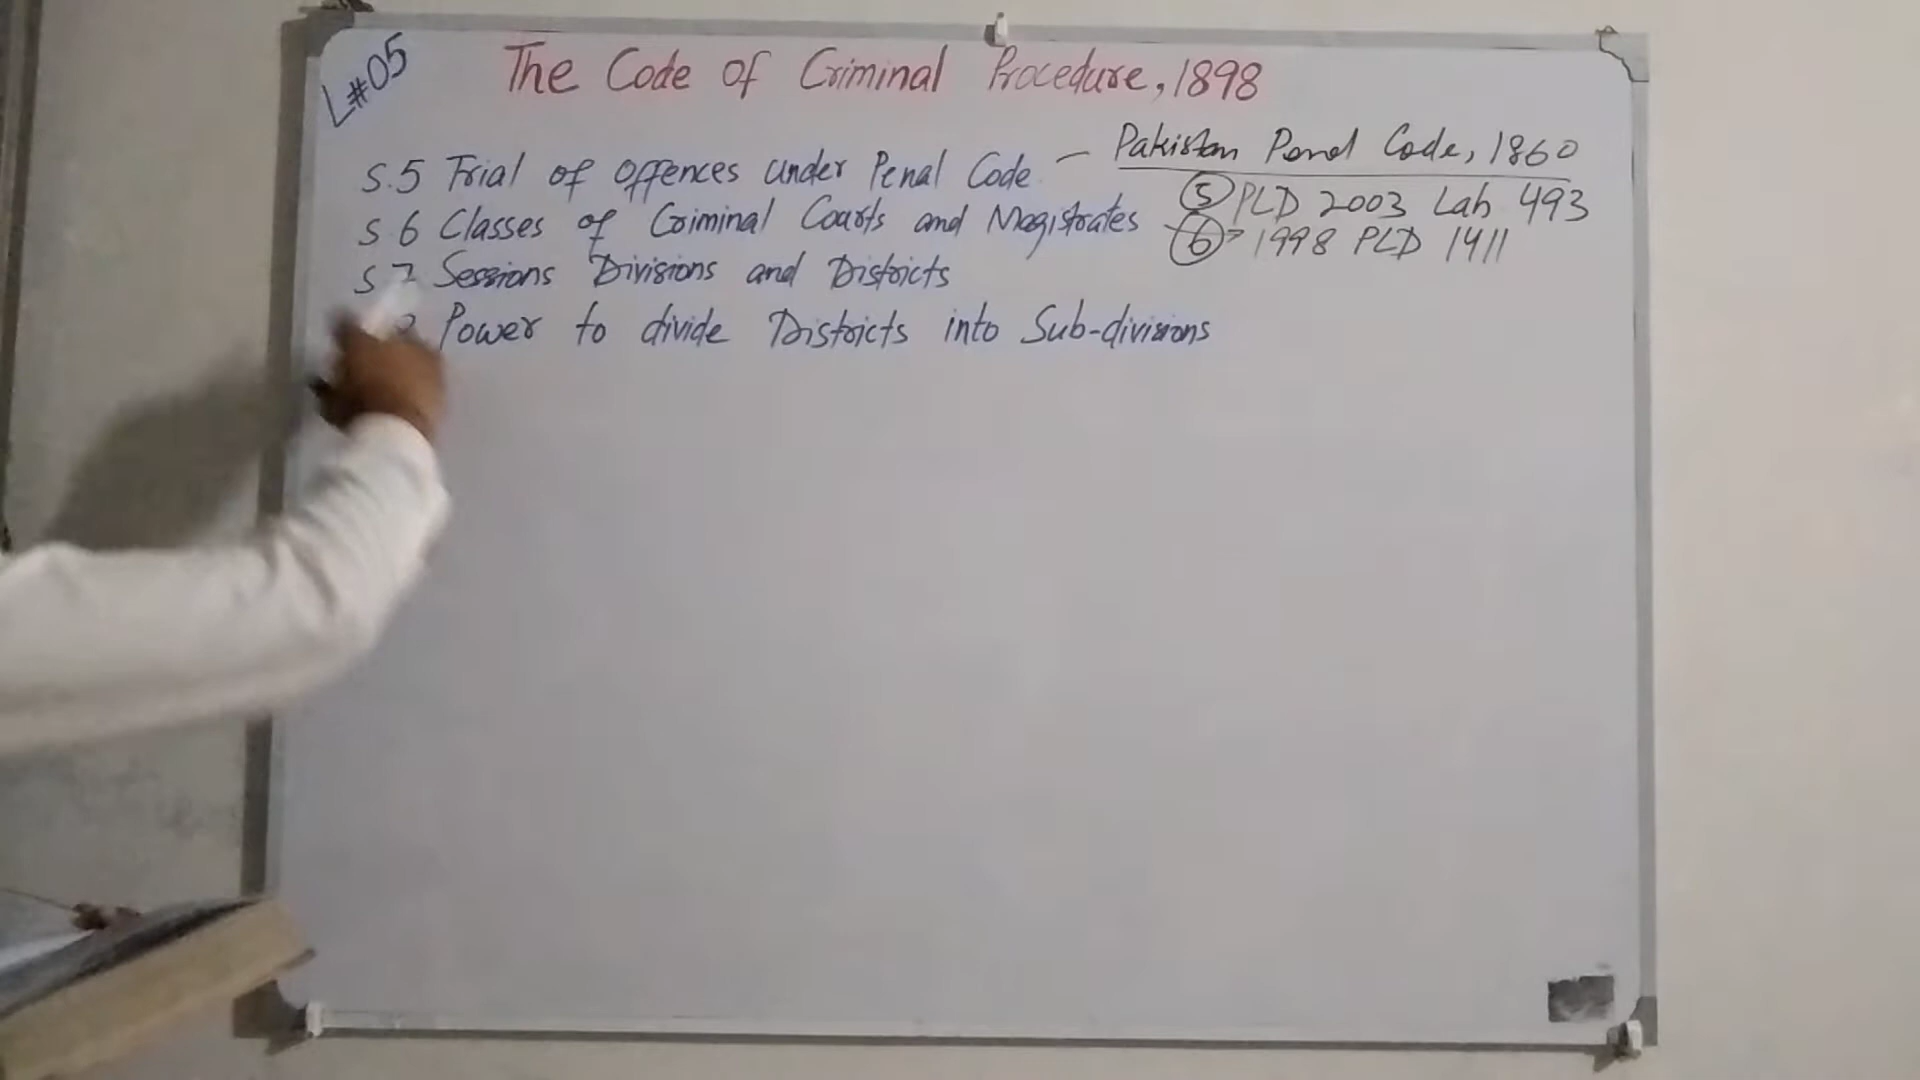 L#05
The Code of Criminal Procedure, 1898
S.5 Trial of Offences Under Penal Code – Pakistan Penal Code, 1860
(5) PLD 2003 Lah 493
S.6 Classes of Criminal Courts and Magistrates
(6) → 1998 PLD 1411
S 7 Sessions Divisions and Districts
Power to divide Districts into Sub-divisions